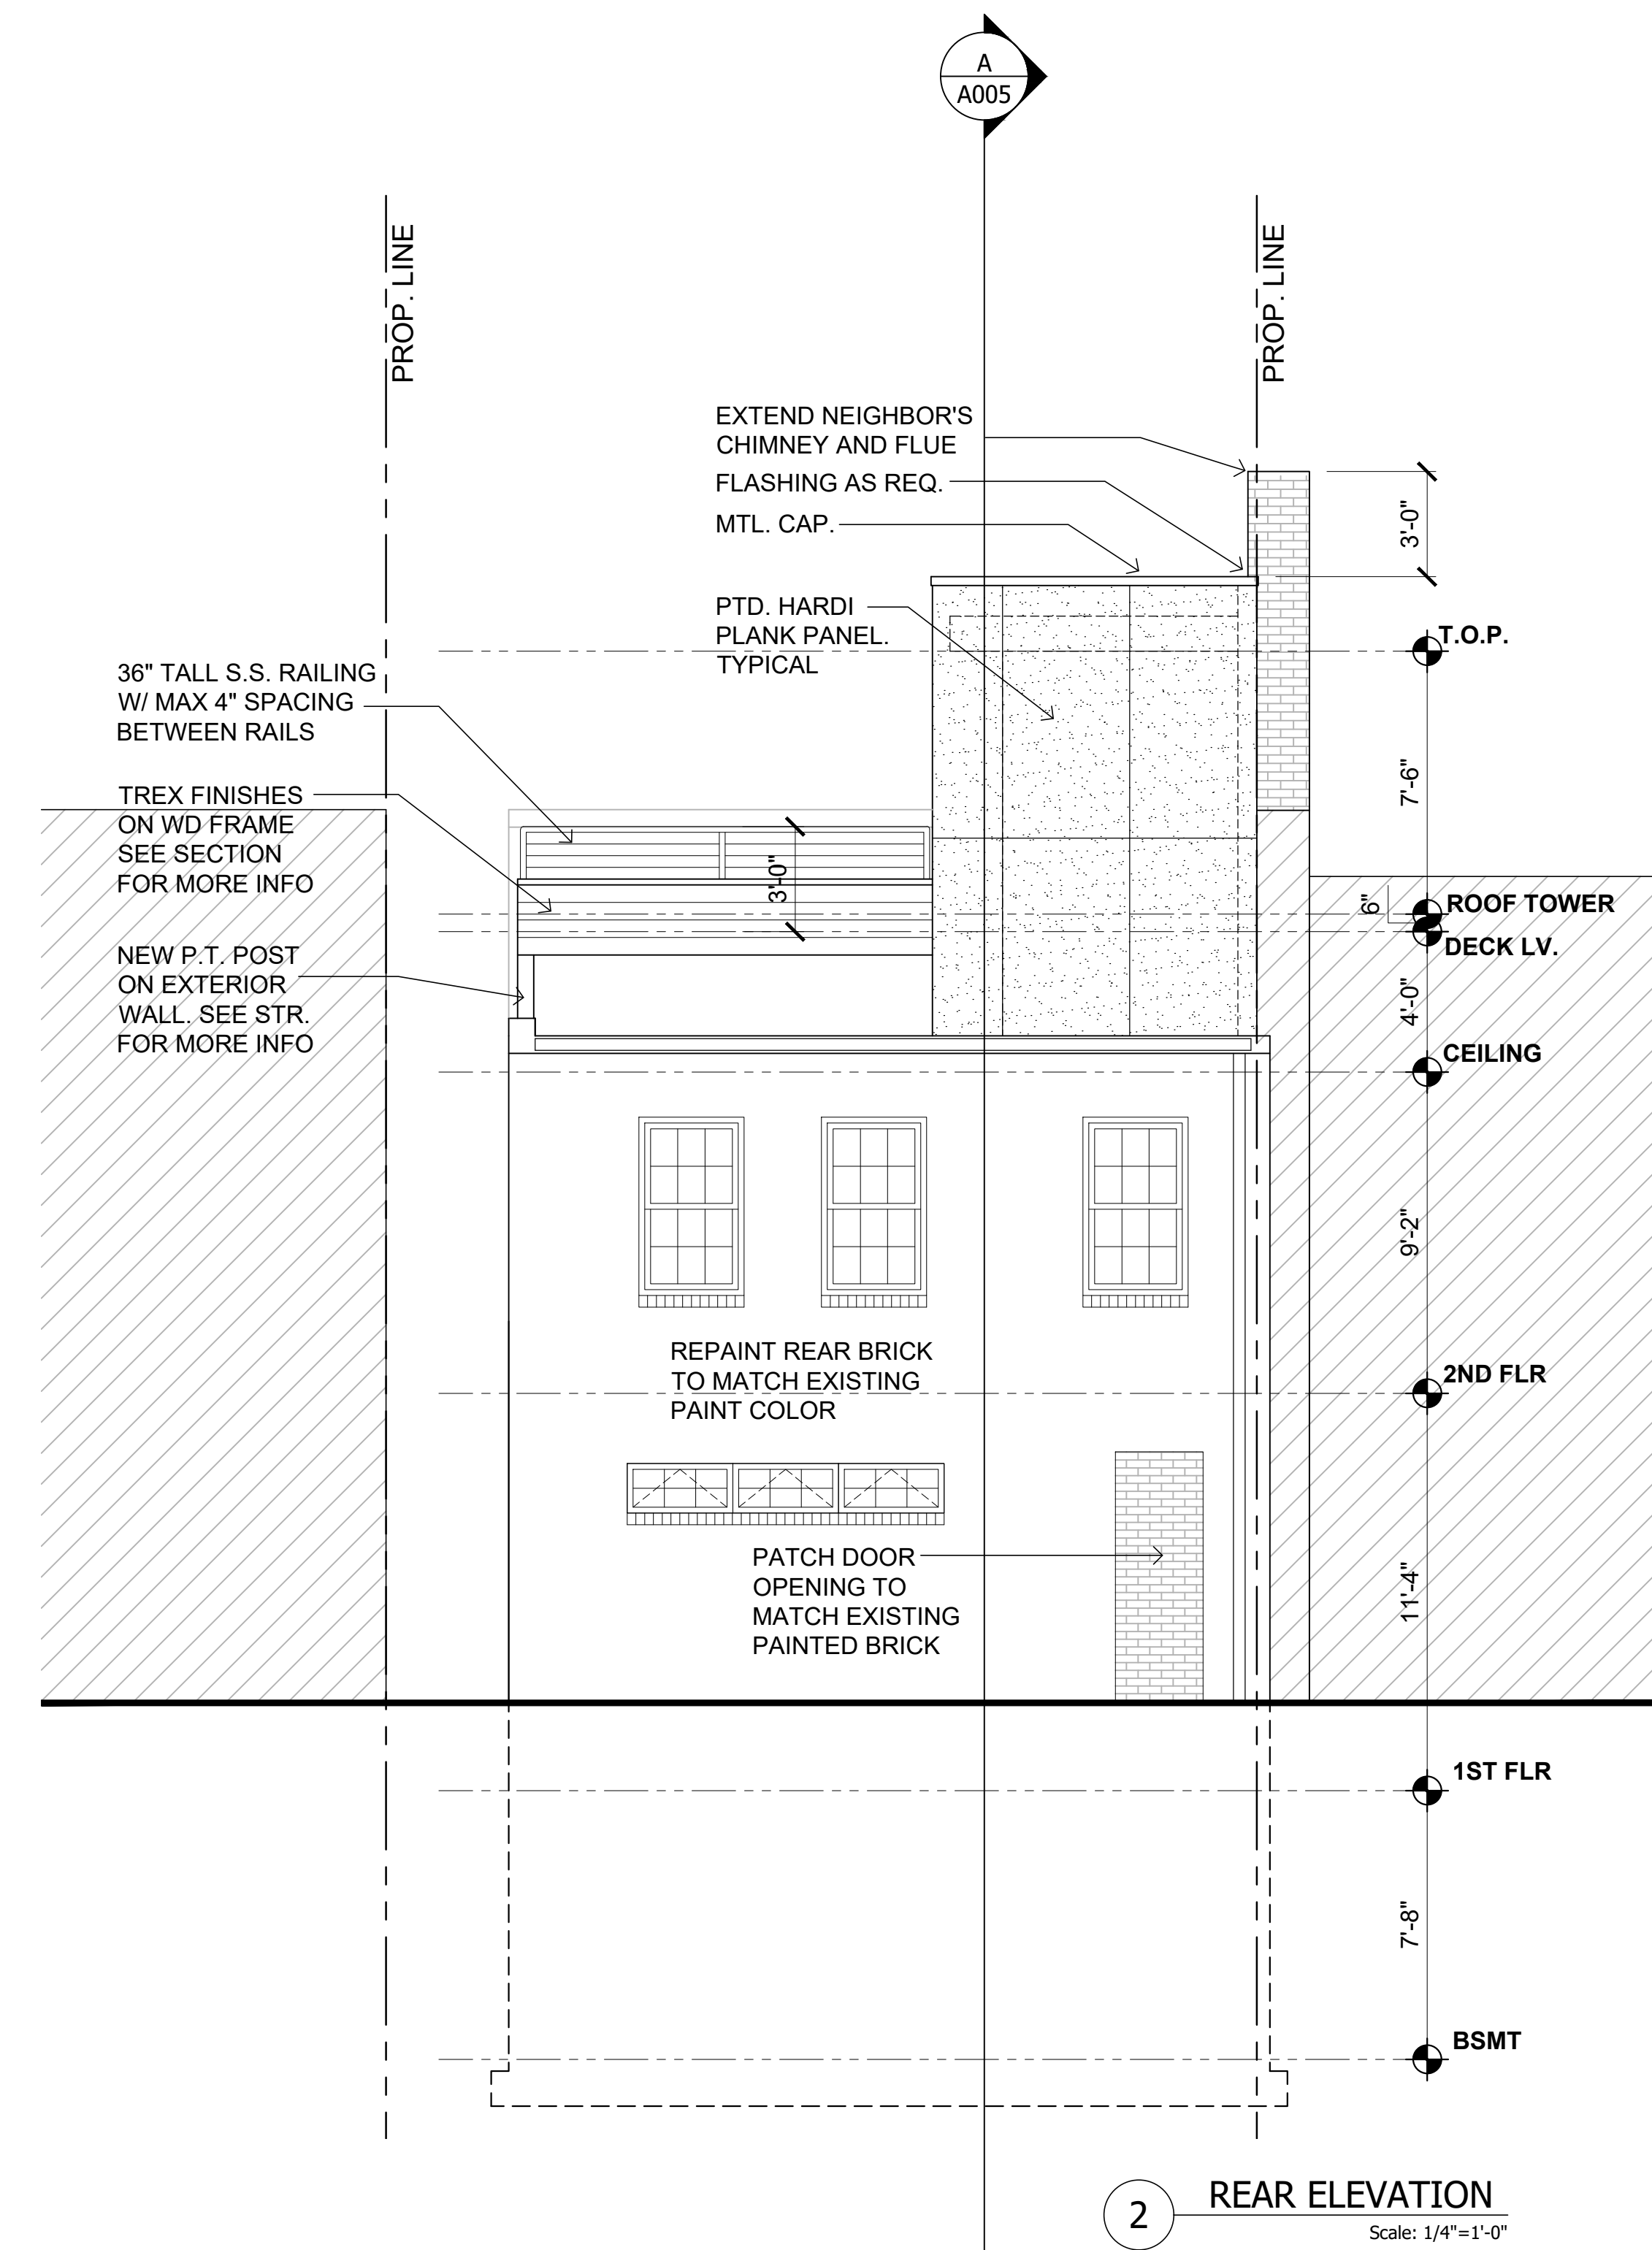 A
A005
PROP. LINE
PROP. LINE
EXTEND NEIGHBOR'S
CHIMNEY AND FLUE
FLASHING AS REQ.
MTL. CAP.
3'-0"
PTD. HARDI
PLANK PANEL.
TYPICAL
T.O.P.
36" TALL S.S. RAILING
W/ MAX 4" SPACING
BETWEEN RAILS
7'-6"
TREX FINISHES
ON WD FRAME
SEE SECTION
FOR MORE INFO
3'-0"
6"
ROOF TOWER
DECK LV.
NEW P.T. POST
ON EXTERIOR
WALL. SEE STR.
FOR MORE INFO
4'-0"
CEILING
9'-2"
REPAINT REAR BRICK
TO MATCH EXISTING
PAINT COLOR
2ND FLR
PATCH DOOR
OPENING TO
MATCH EXISTING
PAINTED BRICK
11'-4"
1ST FLR
7'-8"
BSMT
2
REAR ELEVATION
Scale: 1/4"=1'-0"